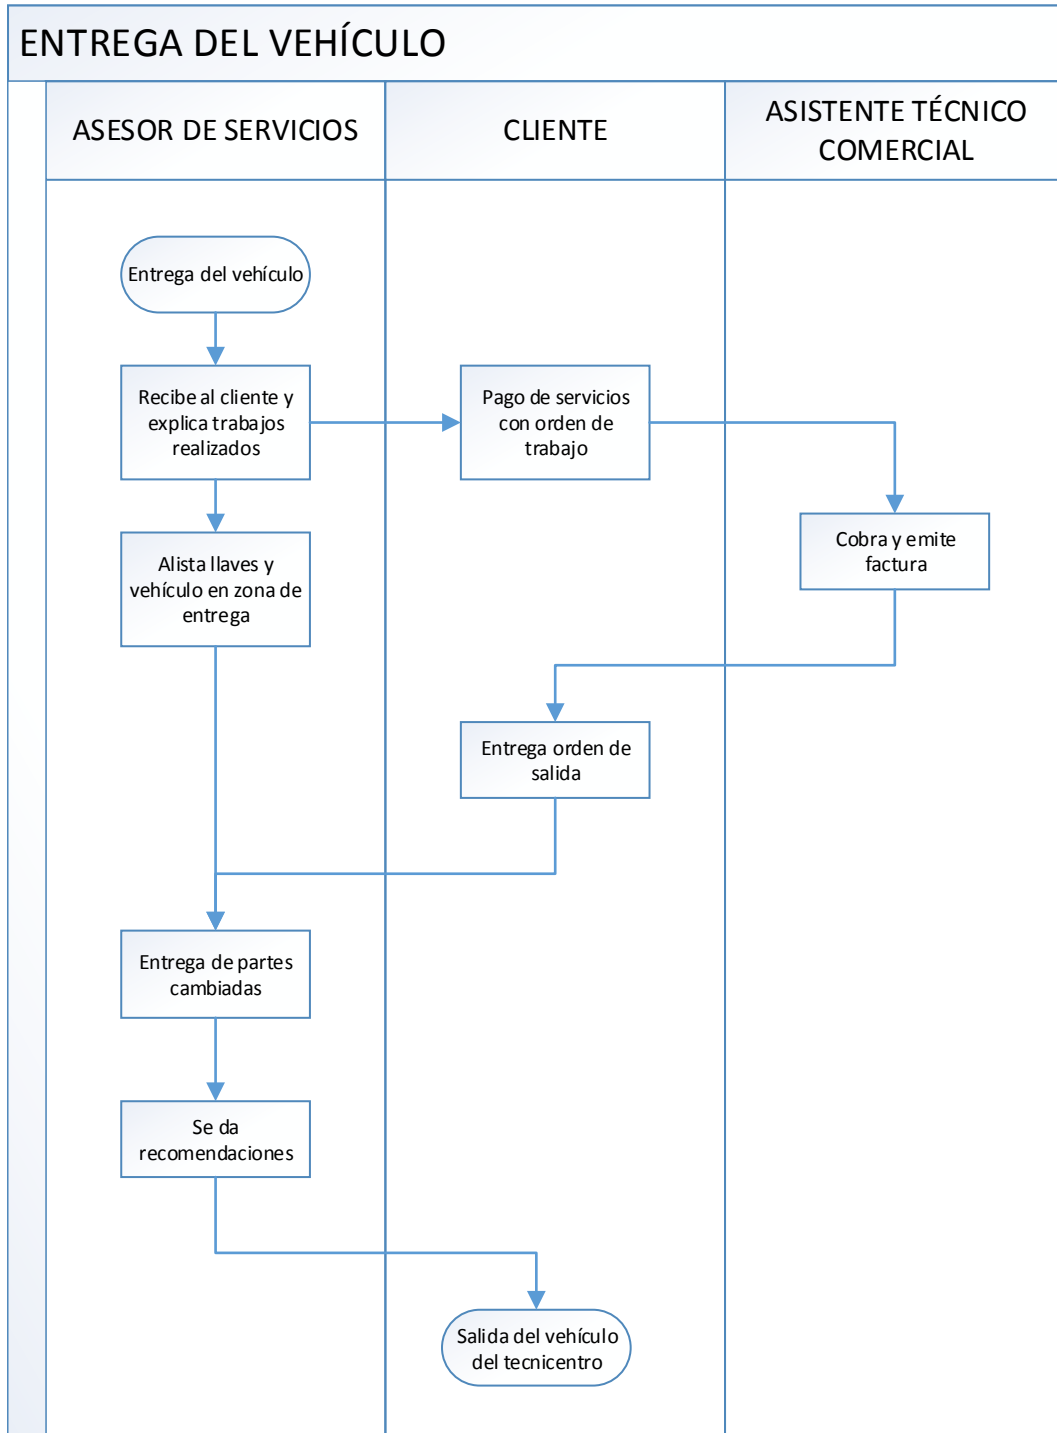 ENTREGA DEL VEHÍCULO
ASESOR DE SERVICIOS
CLIENTE
ASISTENTE TÉCNICO
COMERCIAL
Entrega del vehículo
Recibe al cliente y
explica trabajos
realizados
Pago de servicios
con orden de
trabajo
Alista llaves y
vehículo en zona de
entrega
Cobra y emite
factura
Entrega orden de
salida
Entrega de partes
cambiadas
Se da
recomendaciones
Salida del vehículo
del tecnicentro